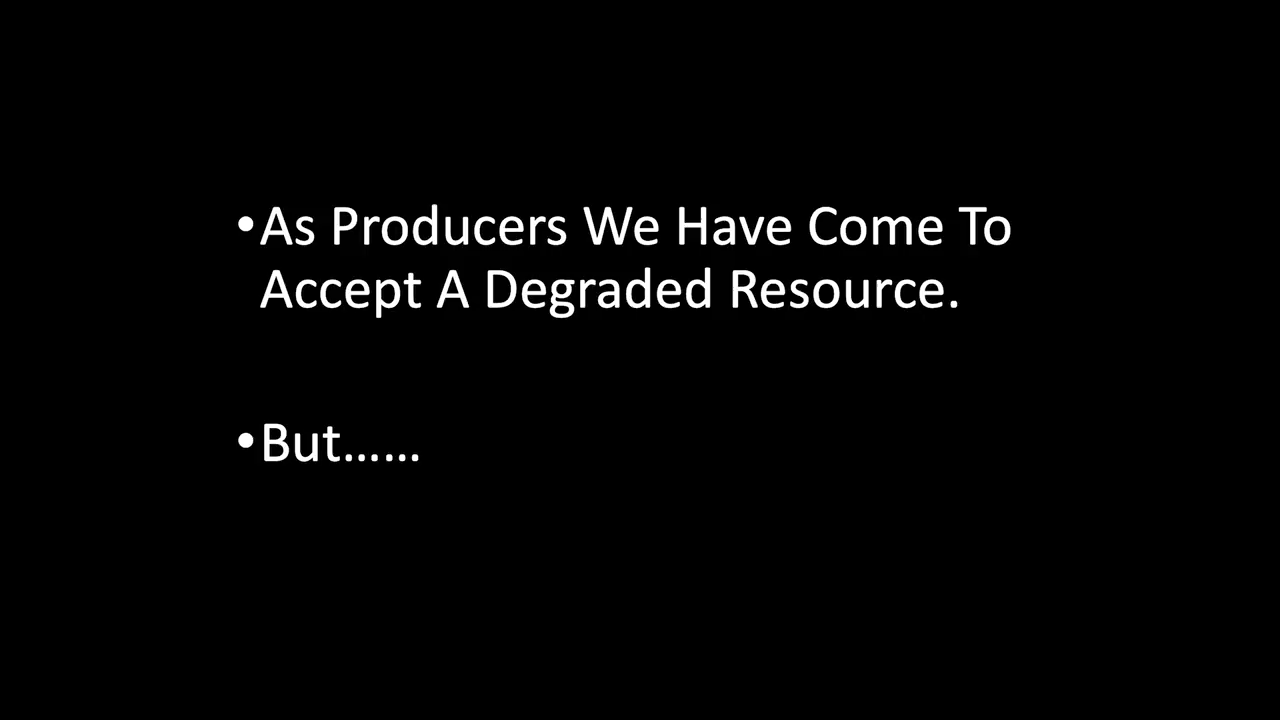 •As Producers We Have Come To
Accept A Degraded Resource.
•But……